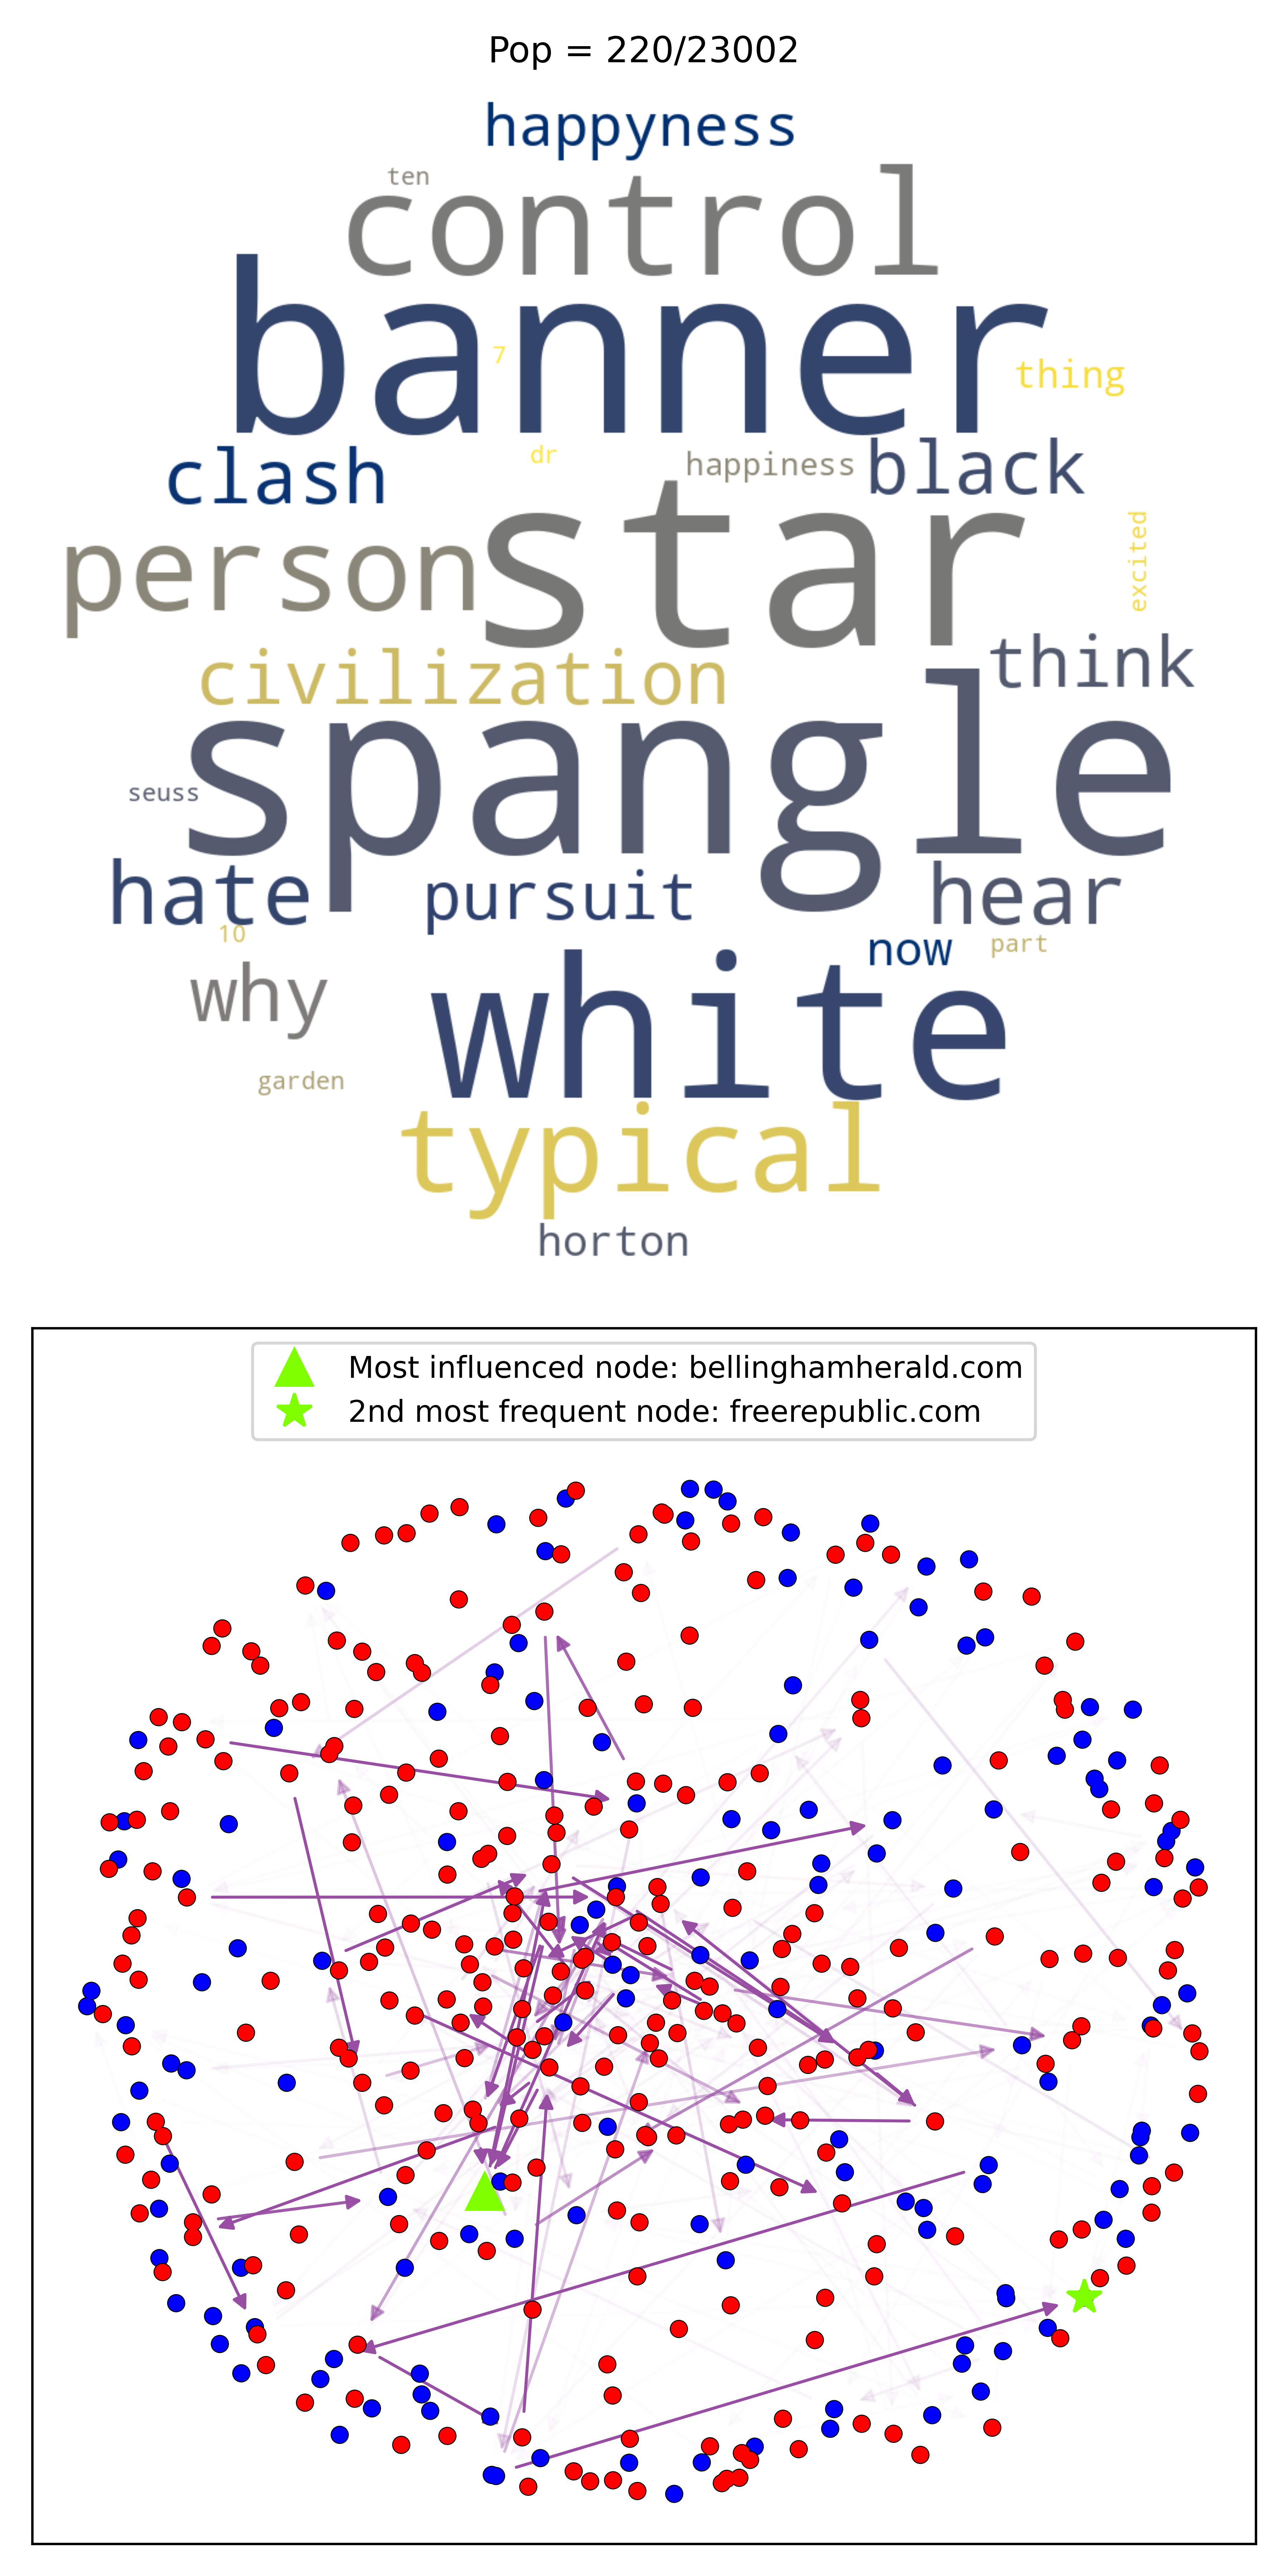 Pop = 220/23002
happyness
ten
control
banner
7
thing
clash
dr
happiness
black
person
star
excited
civilization
think
spangle
seuss
hate
pursuit
hear
10
now
part
why
white
garden
typical
horton
Most influenced node: bellinghamherald.com
2nd most frequent node: freerepublic.com